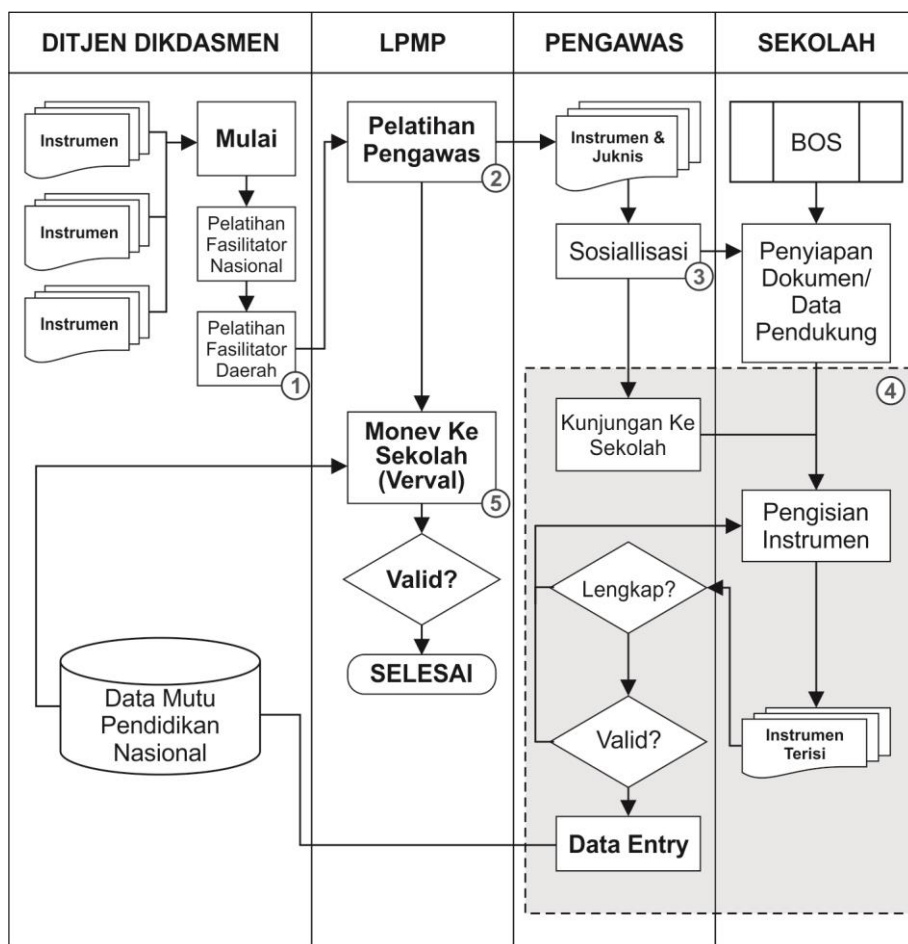 DITJEN DIKDASMEN
LPMP
PENGAWAS
SEKOLAH
Instrumen
Instrumen
Instrumen
Mulai
Pelatihan
Fasilitator
Nasional
Pelatihan
Fasilitator
Daerah
1
Pelatihan
Pengawas
2
Instrumen &
Juknis
Sosiallisasi
3
BOS
Penyiapan
Dokumen/
Data
Pendukung
4
Kunjungan Ke
Sekolah
Monev Ke
Sekolah
(Verval)
5
Valid?
SELESAI
Pengisian
Instrumen
Lengkap?
Valid?
Instrumen
Terisi
Data Entry
Data Mutu
Pendidikan
Nasional